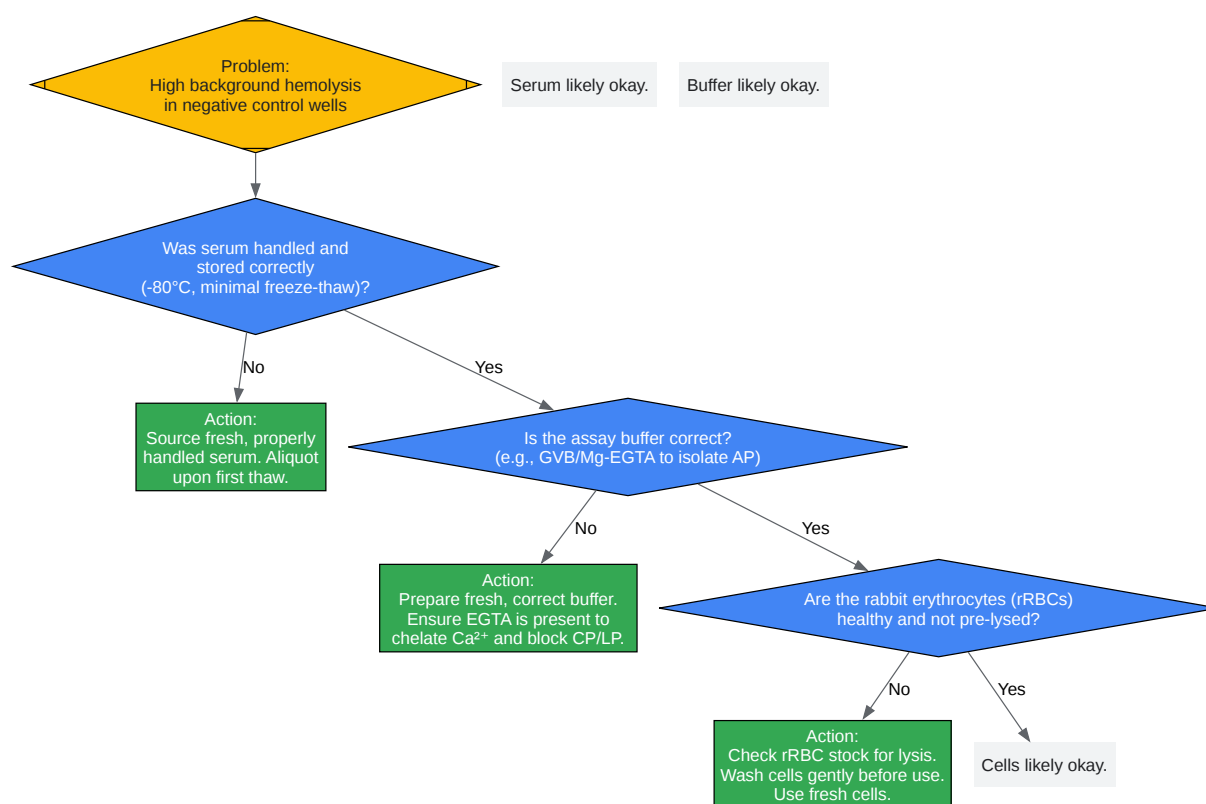 Problem:
High background hemolysis
in negative control wells
Serum likely okay.
Buffer likely okay.
Was serum handled and
stored correctly
(-80°C, minimal freeze-thaw)?
No
Yes
Action:
Source fresh, properly
handled serum. Aliquot
upon first thaw.
Is the assay buffer correct?
(e.g., GVB/Mg-EGTA to isolate AP)
No
Yes
Action:
Prepare fresh, correct buffer.
Ensure EGTA is present to
chelate Ca²⁺ and block CP/LP.
Are the rabbit erythrocytes (rRBCs)
healthy and not pre-lysed?
No
Yes
Action:
Check rRBC stock for lysis.
Wash cells gently before use.
Use fresh cells.
Cells likely okay.